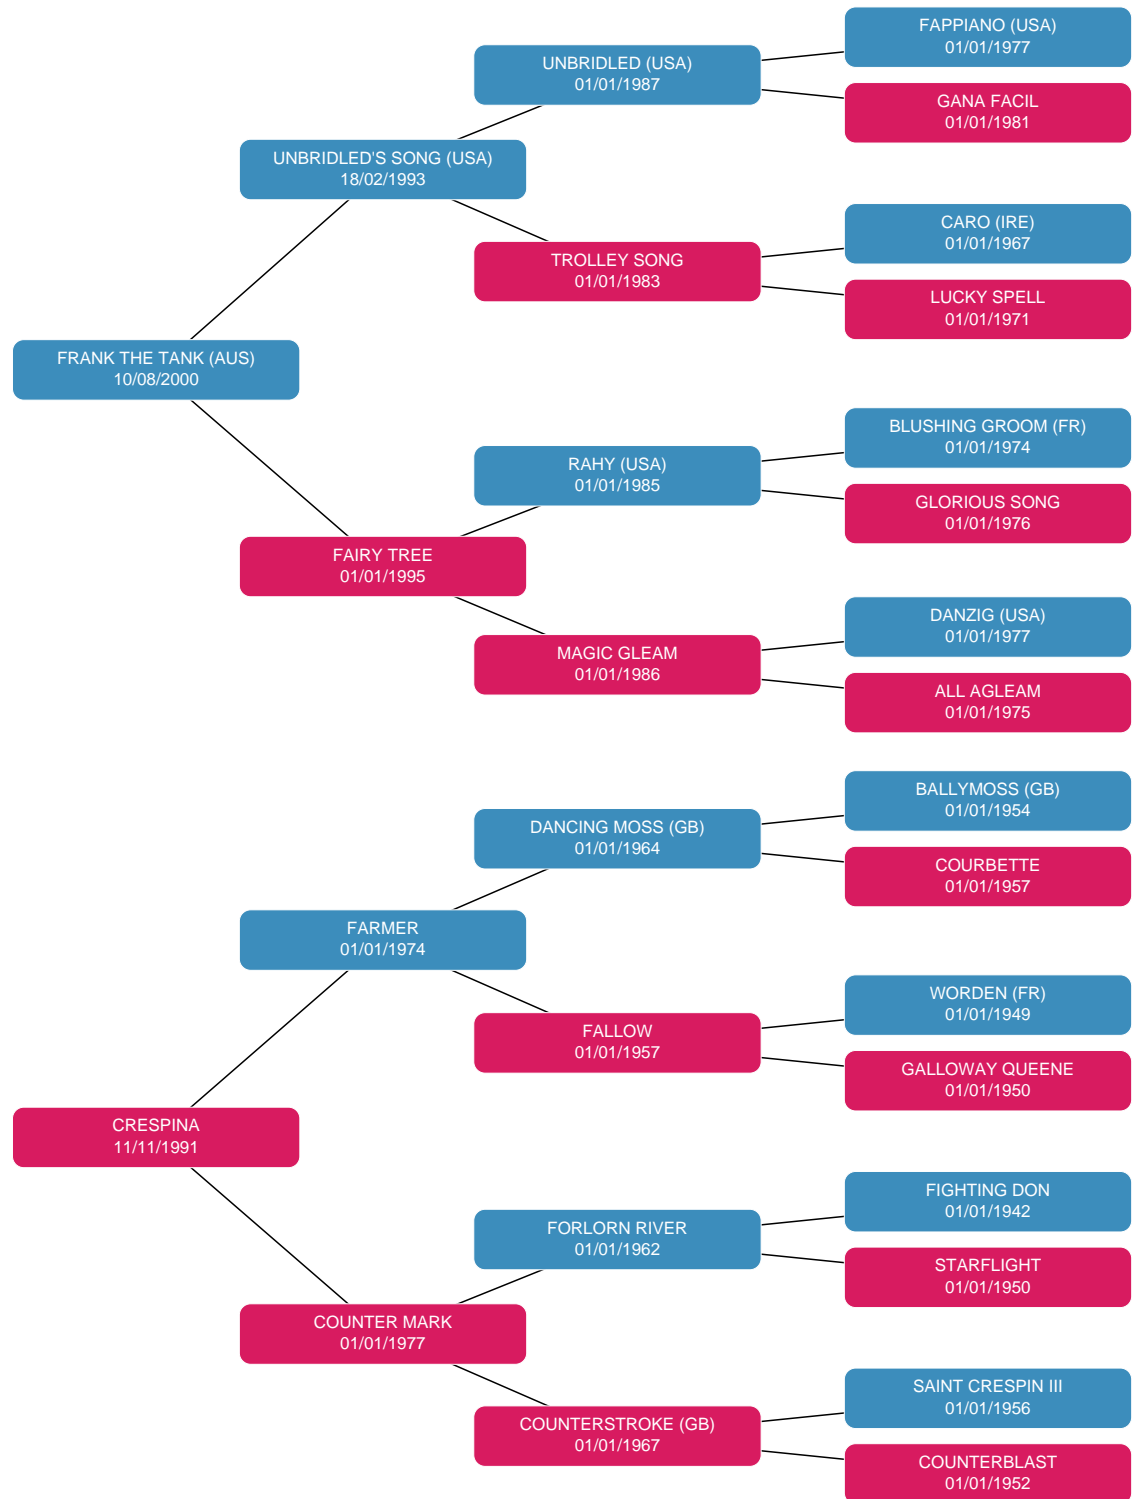 FAPPIANO (USA)
01/01/1977
UNBRIDLED (USA)
01/01/1987
GANA FACIL
01/01/1981
UNBRIDLED'S SONG (USA)
18/02/1993
CARO (IRE)
01/01/1967
TROLLEY SONG
01/01/1983
LUCKY SPELL
01/01/1971
FRANK THE TANK (AUS)
10/08/2000
BLUSHING GROOM (FR)
01/01/1974
RAHY (USA)
01/01/1985
GLORIOUS SONG
01/01/1976
FAIRY TREE
01/01/1995
DANZIG (USA)
01/01/1977
MAGIC GLEAM
01/01/1986
ALL AGLEAM
01/01/1975
BALLYMOSS (GB)
01/01/1954
DANCING MOSS (GB)
01/01/1964
COURBETTE
01/01/1957
FARMER
01/01/1974
WORDEN (FR)
01/01/1949
FALLOW
01/01/1957
GALLOWAY QUEENE
01/01/1950
CRESPINA
11/11/1991
FIGHTING DON
01/01/1942
FORLORN RIVER
01/01/1962
STARFLIGHT
01/01/1950
COUNTER MARK
01/01/1977
SAINT CRESPIN III
01/01/1956
COUNTERSTROKE (GB)
01/01/1967
COUNTERBLAST
01/01/1952